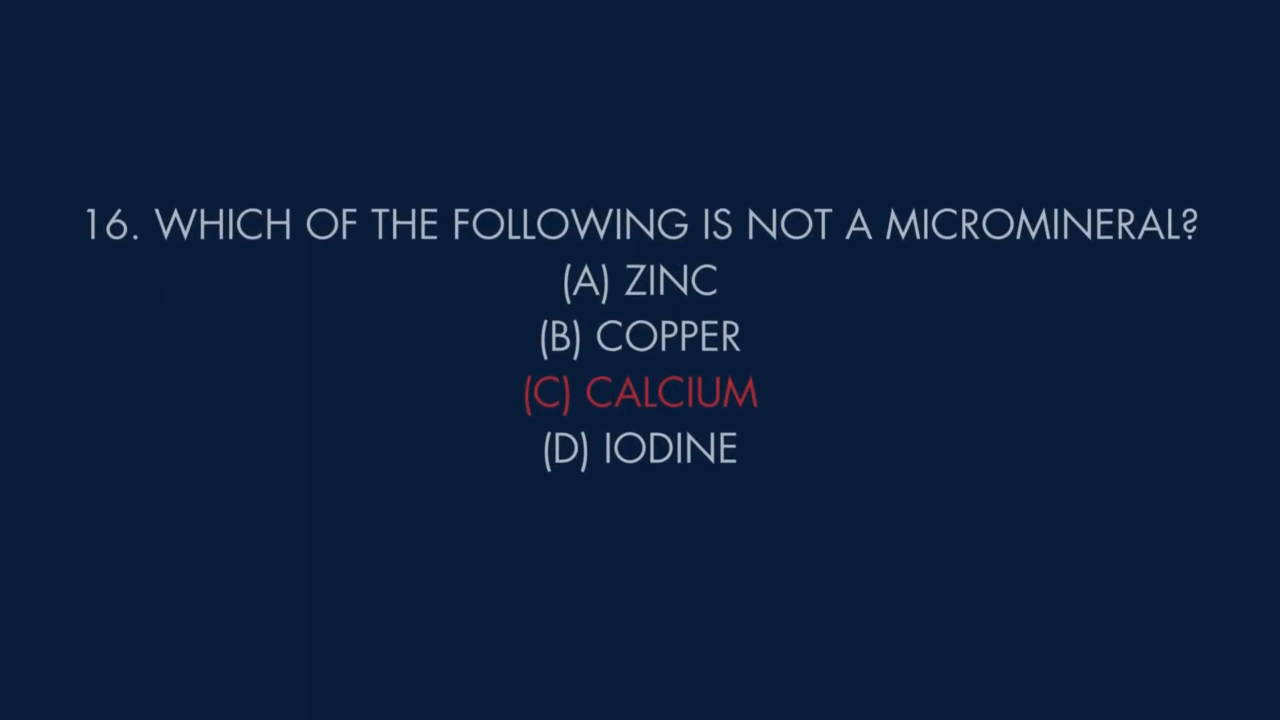 16. WHICH OF THE FOLLOWING IS NOT A MICROMINERAL?
(A) ZINC
(B) COPPER
(C) CALCIUM
(D) IODINE